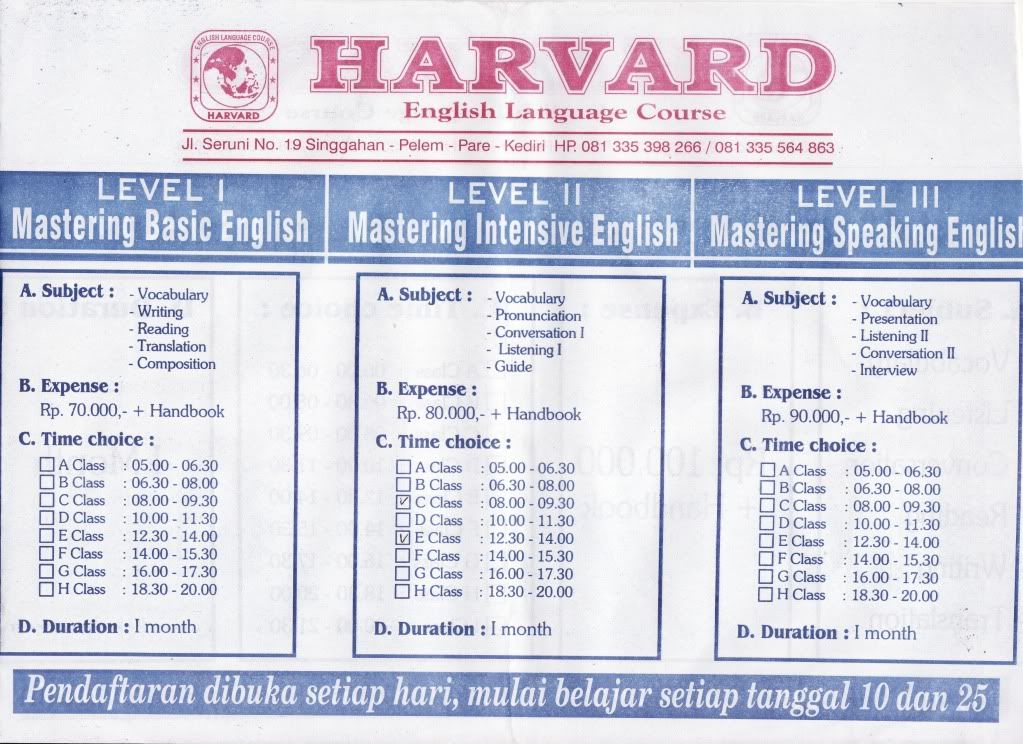 ENGLISH LANGUAGE COURSE
HARVARD
HARVARD
English Language Course
Jl. Seruni No. 19 Singgahan - Pelem - Pare - Kediri HP. 081 335 398 266 / 081 335 564 863
LEVEL I
Mastering Basic English
A. Subject : - Vocabulary
- Writing
- Reading
- Translation
- Composition
B. Expense :
Rp. 70.000,- + Handbook
C. Time choice :
A Class : 05.00 - 06.30
B Class : 06.30 - 08.00
C Class : 08.00 - 09.30
D Class : 10.00 - 11.30
E Class : 12.30 - 14.00
F Class : 14.00 - 15.30
G Class : 16.00 - 17.30
H Class : 18.30 - 20.00
D. Duration : I month
LEVEL II
Mastering Intensive English
A. Subject : - Vocabulary
- Pronunciation
- Conversation I
- Listening I
- Guide
B. Expense :
Rp. 80.000,- + Handbook
C. Time choice :
A Class : 05.00 - 06.30
B Class : 06.30 - 08.00
C Class : 08.00 - 09.30
D Class : 10.00 - 11.30
E Class : 12.30 - 14.00
F Class : 14.00 - 15.30
G Class : 16.00 - 17.30
H Class : 18.30 - 20.00
D. Duration : I month
LEVEL III
Mastering Speaking English
A. Subject : - Vocabulary
- Presentation
- Listening II
- Conversation II
- Interview
B. Expense :
Rp. 90.000,- + Handbook
C. Time choice :
A Class : 05.00 - 06.30
B Class : 06.30 - 08.00
C Class : 08.00 - 09.30
D Class : 10.00 - 11.30
E Class : 12.30 - 14.00
F Class : 14.00 - 15.30
G Class : 16.00 - 17.30
H Class : 18.30 - 20.00
D. Duration : I month
Pendaftaran dibuka setiap hari, mulai belajar setiap tanggal 10 dan 25